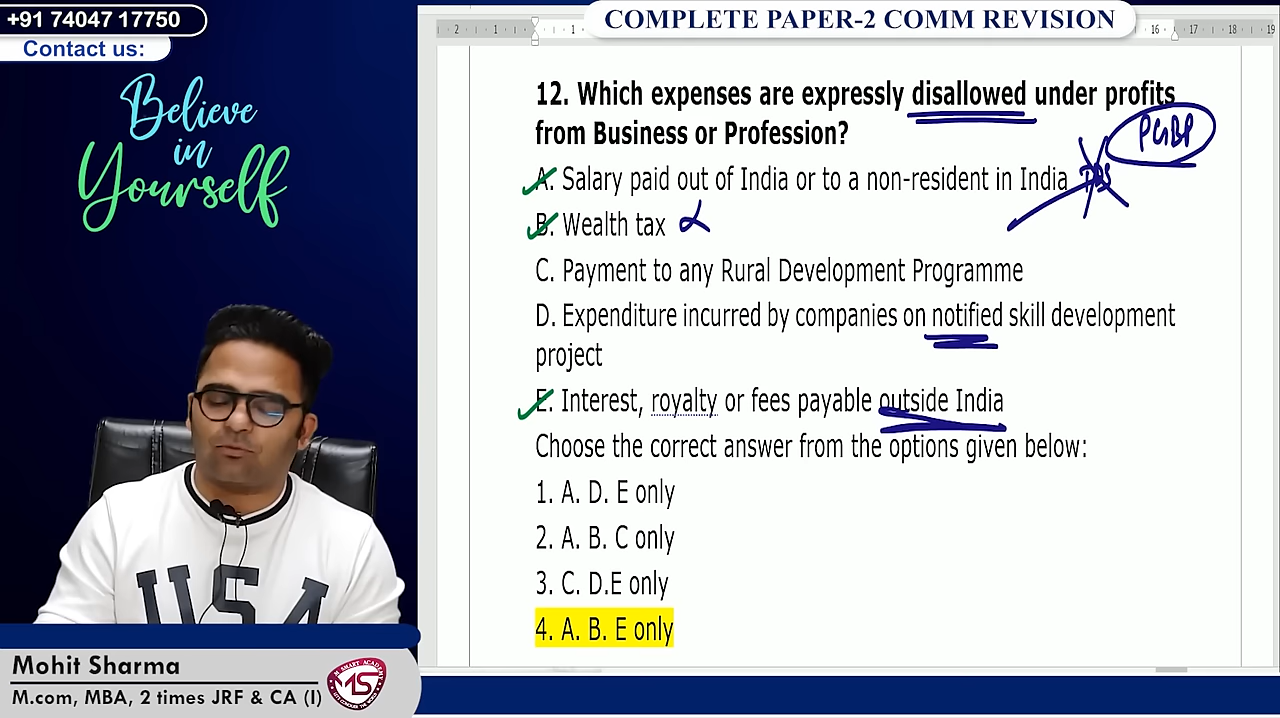 +91 74047 17750
Contact us:
COMPLETE PAPER-2 COMM REVISION
Believe
in
Yourself
12. Which expenses are expressly disallowed under profits
from Business or Profession?
PGBP
A. Salary paid out of India or to a non-resident in India
TDS
B. Wealth tax
C. Payment to any Rural Development Programme
D. Expenditure incurred by companies on notified skill development
project
E. Interest, royalty or fees payable outside India
Choose the correct answer from the options given below:
1. A. D. E only
2. A. B. C only
3. C. D.E only
4. A. B. E only
USA
Mohit Sharma
M.com, MBA, 2 times JRF & CA (I)
MS